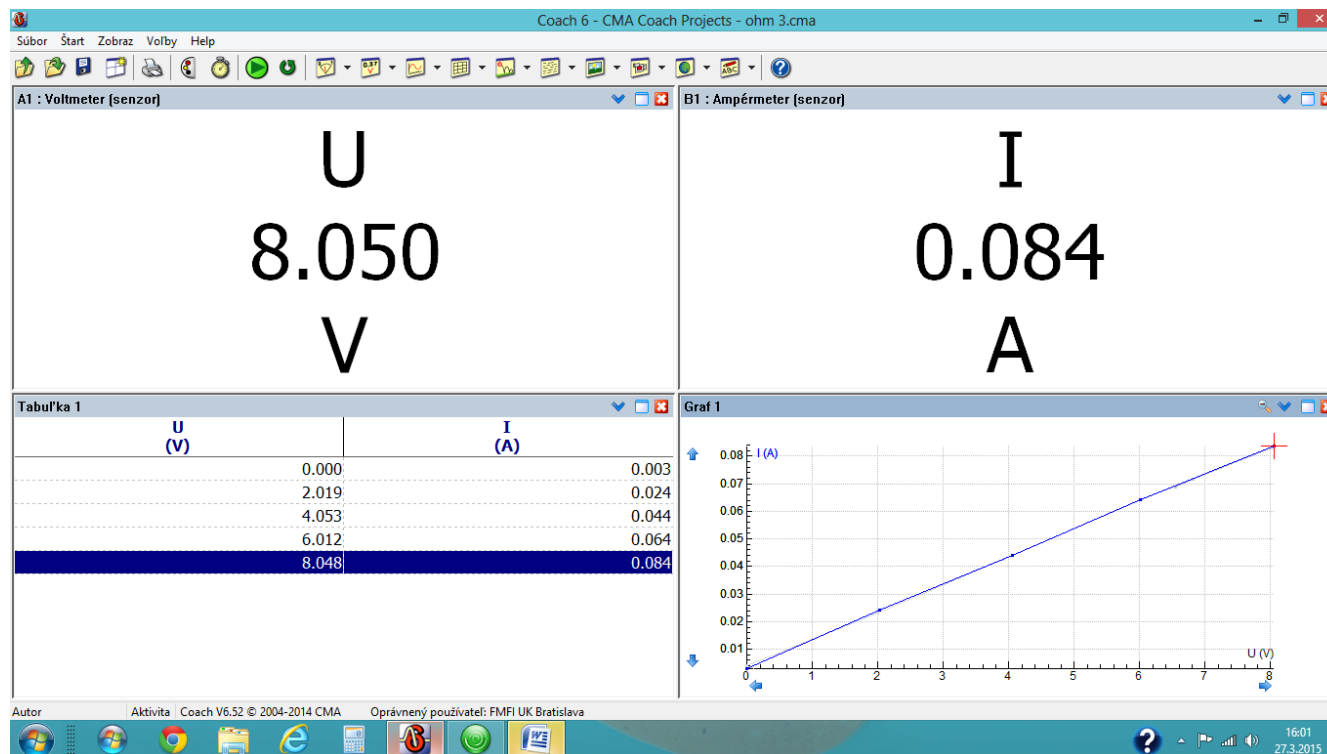 Coach 6 - CMA Coach Projects - ohm 3.cma
Súbor Štart Zobraz Voľby Help
A1 : Voltmeter (senzor)
U
8.050
V
B1 : Ampérmeter (senzor)
I
0.084
A
Tabuľka 1
U I
(V) (A)
0.000 0.003
2.019 0.024
4.053 0.044
6.012 0.064
8.048 0.084
Graf 1
I (A)
0.08
0.07
0.06
0.05
0.04
0.03
0.02
0.01
U (V)
0 1 2 3 4 5 6 7 8
Autor Aktivita Coach V6.52 © 2004-2014 CMA Oprávnený používateľ: FMFI UK Bratislava
16:01
27.3.2015